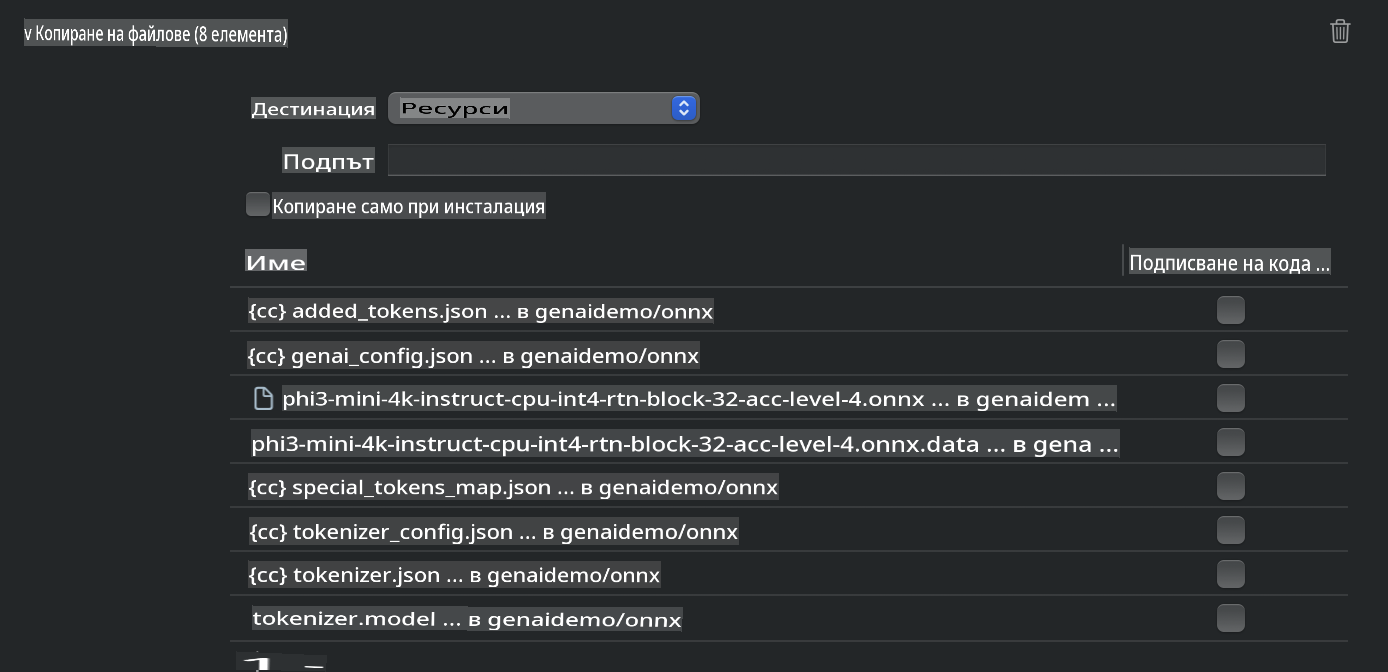 v Копиране на файлове (8 елемента)
Дестинация Ресурси
Подпът
Копиране само при инсталация
Име Подписване на кода ...
{cc} added_tokens.json ... в genaidemo/onnx
{cc} genai_config.json ... в genaidemo/onnx
phi3-mini-4k-instruct-cpu-int4-rtn-block-32-acc-level-4.onnx ... в genaidem ...
phi3-mini-4k-instruct-cpu-int4-rtn-block-32-acc-level-4.onnx.data ... в gena ...
{cc} special_tokens_map.json ... в genaidemo/onnx
{cc} tokenizer_config.json ... в genaidemo/onnx
{cc} tokenizer.json ... в genaidemo/onnx
tokenizer.model ... в genaidemo/onnx